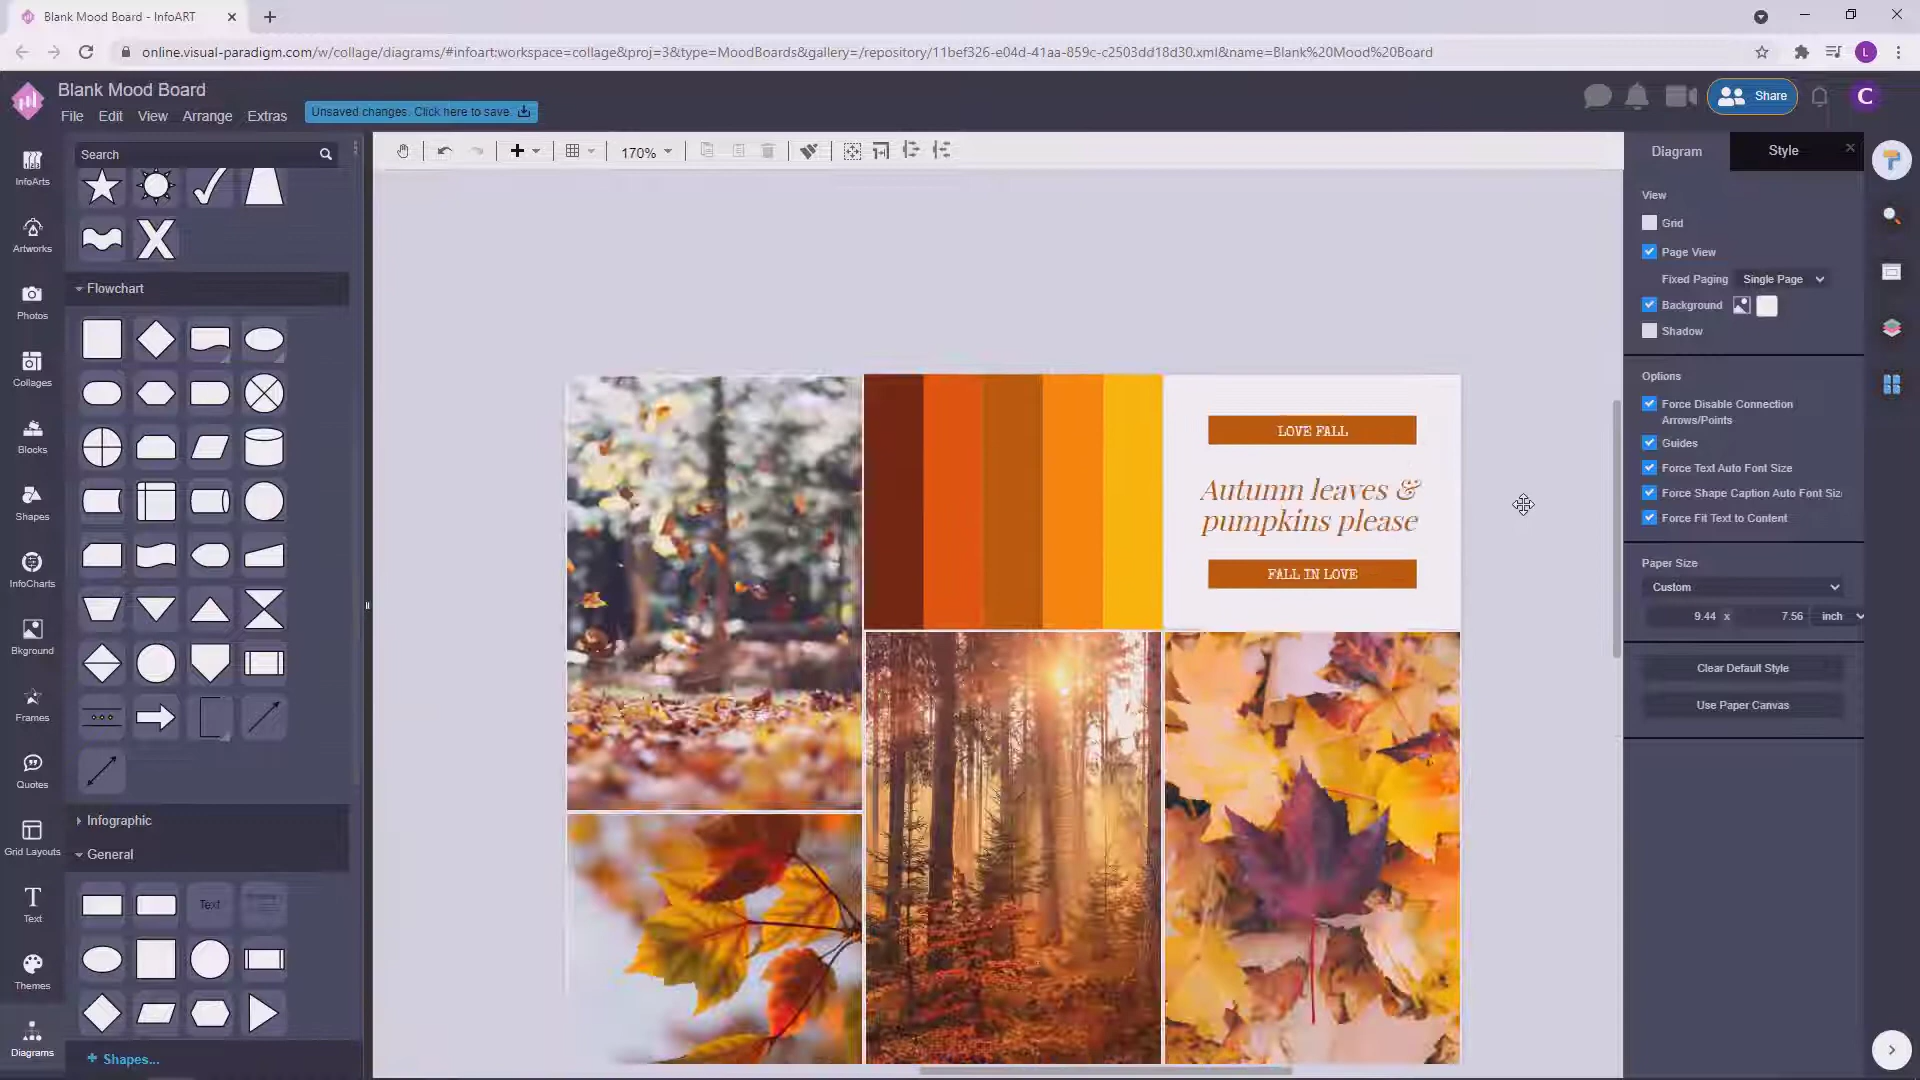 Blank Mood Board - InfoART
online.visual-paradigm.com/w/collage/diagrams/#infoart:workspace=collage&proj=3&type=MoodBoards&gallery=/repository/11bef326-e04d-41aa-859c-c2503dd18d30.xml&name=Blank%20Mood%20Board
L
Blank Mood Board
File Edit View Arrange Extras
Unsaved changes. Click here to save.
Share
C
InfoArts
Artworks
Photos
Collages
Blocks
Shapes
InfoCharts
Bkground
Frames
Quotes
Grid Layouts
Text
Themes
Diagrams
Search
Flowchart
Infographic
General
Text
+ Shapes...
170%
LOVE FALL
Autumn leaves &
pumpkins please
FALL IN LOVE
Diagram
Style
View
Grid
Page View
Fixed Paging Single Page
Background
Shadow
Options
Force Disable Connection
Arrows/Points
Guides
Force Text Auto Font Size
Force Shape Caption Auto Font Siz
Force Fit Text to Content
Paper Size
Custom
9.44 x 7.56 inch
Clear Default Style
Use Paper Canvas